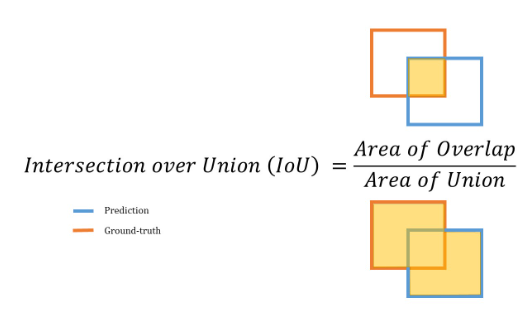 Intersection over Union (IoU) = Area of Overlap
Area of Union
Prediction
Ground-truth